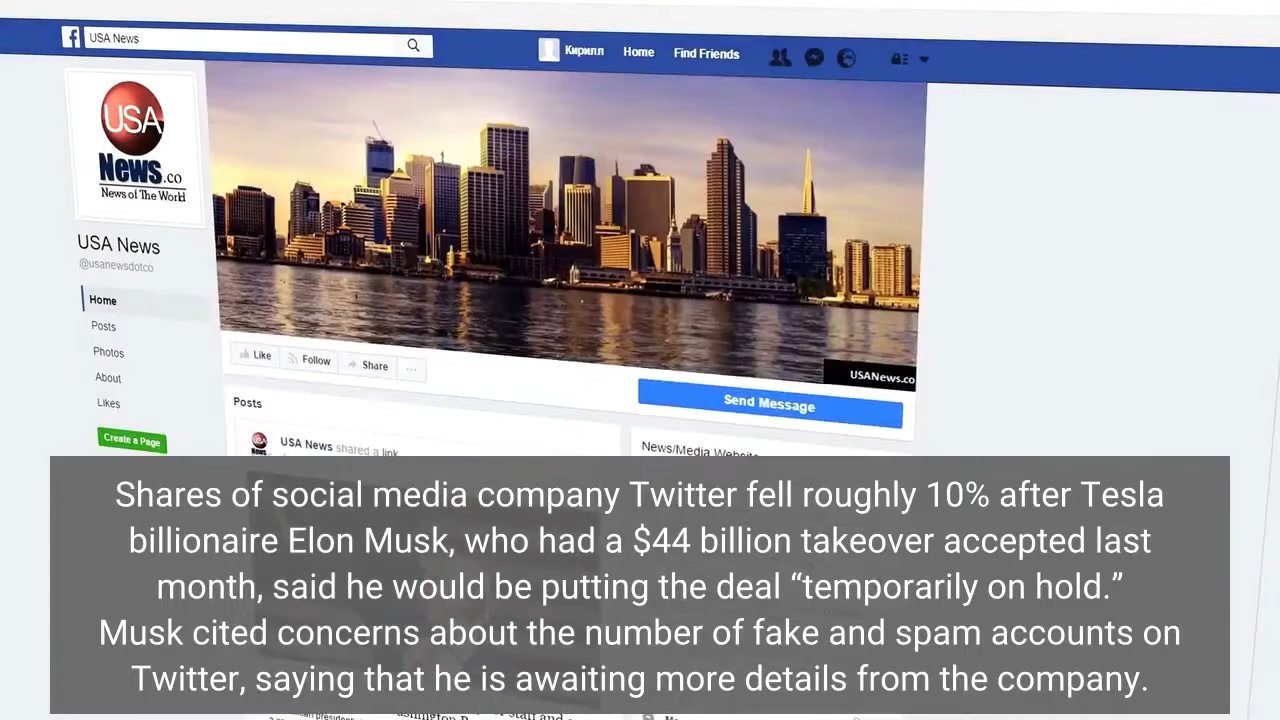 USA News
Кирилл
Home
Find Friends
USA
News.co
News of The World
USA News
@usanewsdotco
Home
Posts
Photos
About
Likes
Create a Page
USANews.co
Like
Follow
Share
Send Message
Posts
USA News shared a link
USA
News
News/Media Website
Shares of social media company Twitter fell roughly 10% after Tesla
billionaire Elon Musk, who had a $44 billion takeover accepted last
month, said he would be putting the deal “temporarily on hold.”
Musk cited concerns about the number of fake and spam accounts on
Twitter, saying that he is awaiting more details from the company.